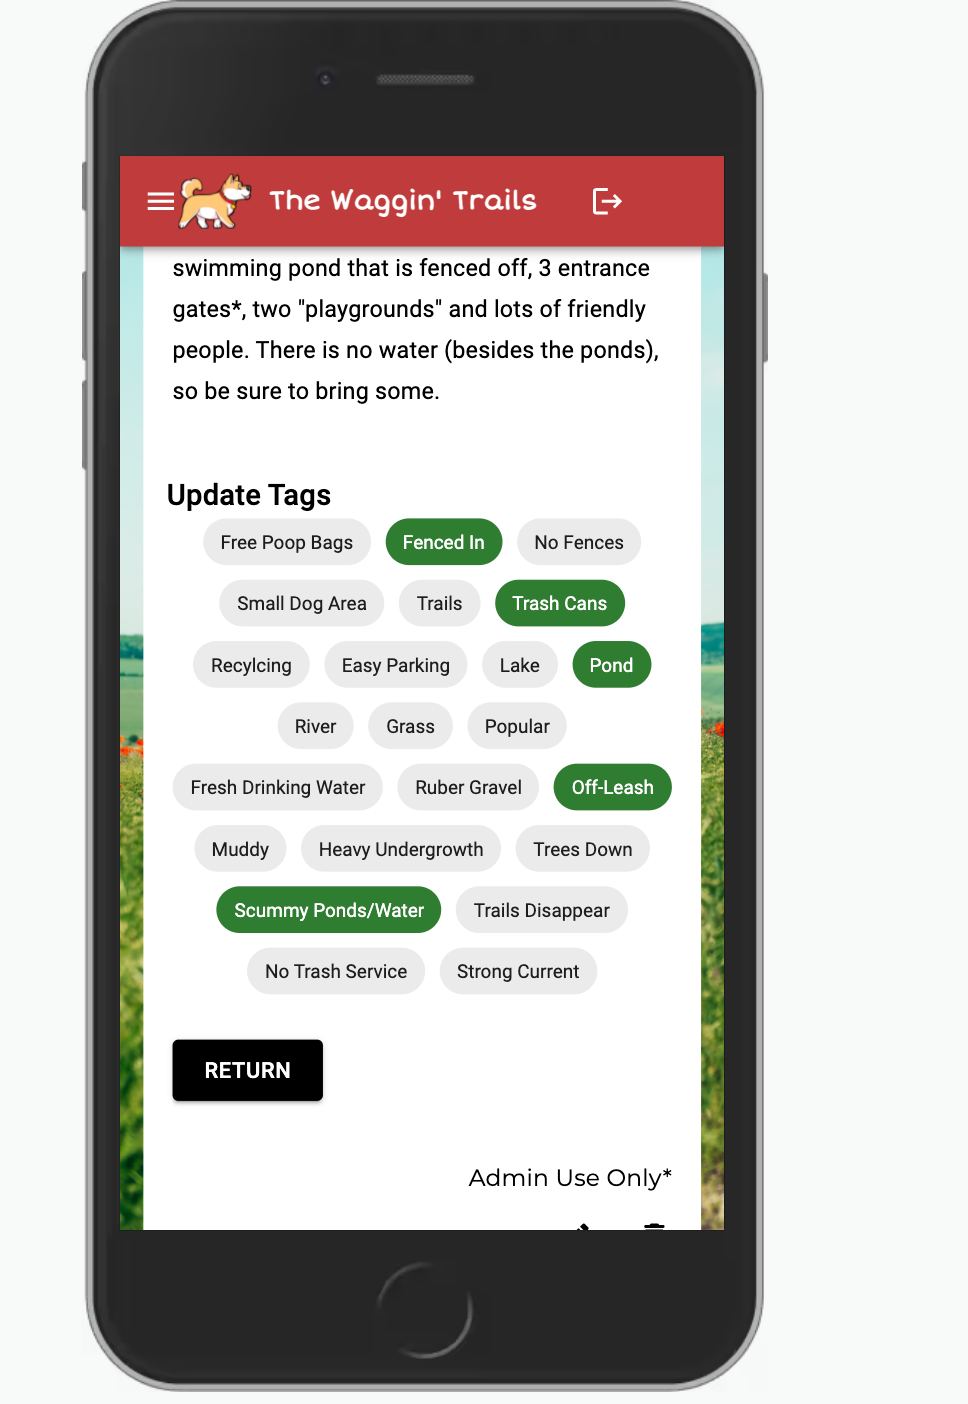 The Waggin' Trails
swimming pond that is fenced off, 3 entrance
gates*, two "playgrounds" and lots of friendly
people. There is no water (besides the ponds),
so be sure to bring some.
Update Tags
Free Poop Bags Fenced In No Fences
Small Dog Area Trails Trash Cans
Recylcing Easy Parking Lake Pond
River Grass Popular
Fresh Drinking Water Ruber Gravel Off-Leash
Muddy Heavy Undergrowth Trees Down
Scummy Ponds/Water Trails Disappear
No Trash Service Strong Current
RETURN
Admin Use Only*